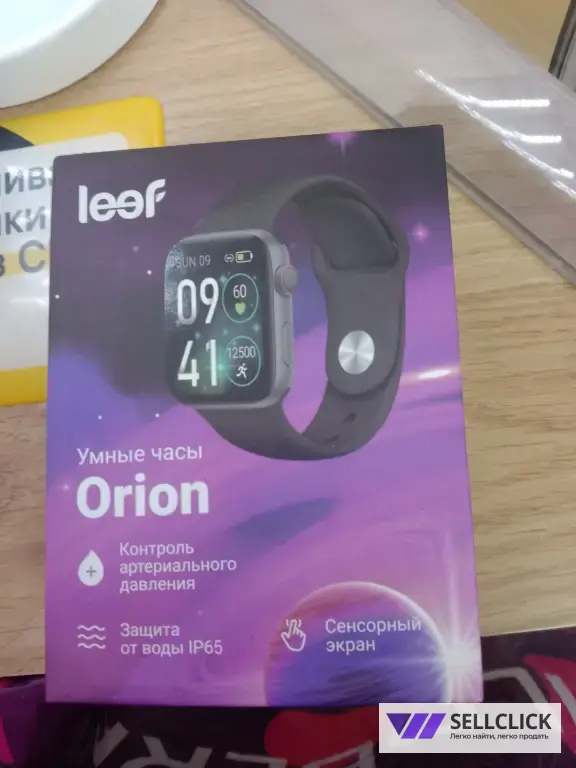 leef
SUN 09
09
60
41
12500
Умные часы
Orion
Контроль
артериального
давления
Защита
от воды IP65
Сенсорный
экран
SELLCLICK
Легко найти, легко продать